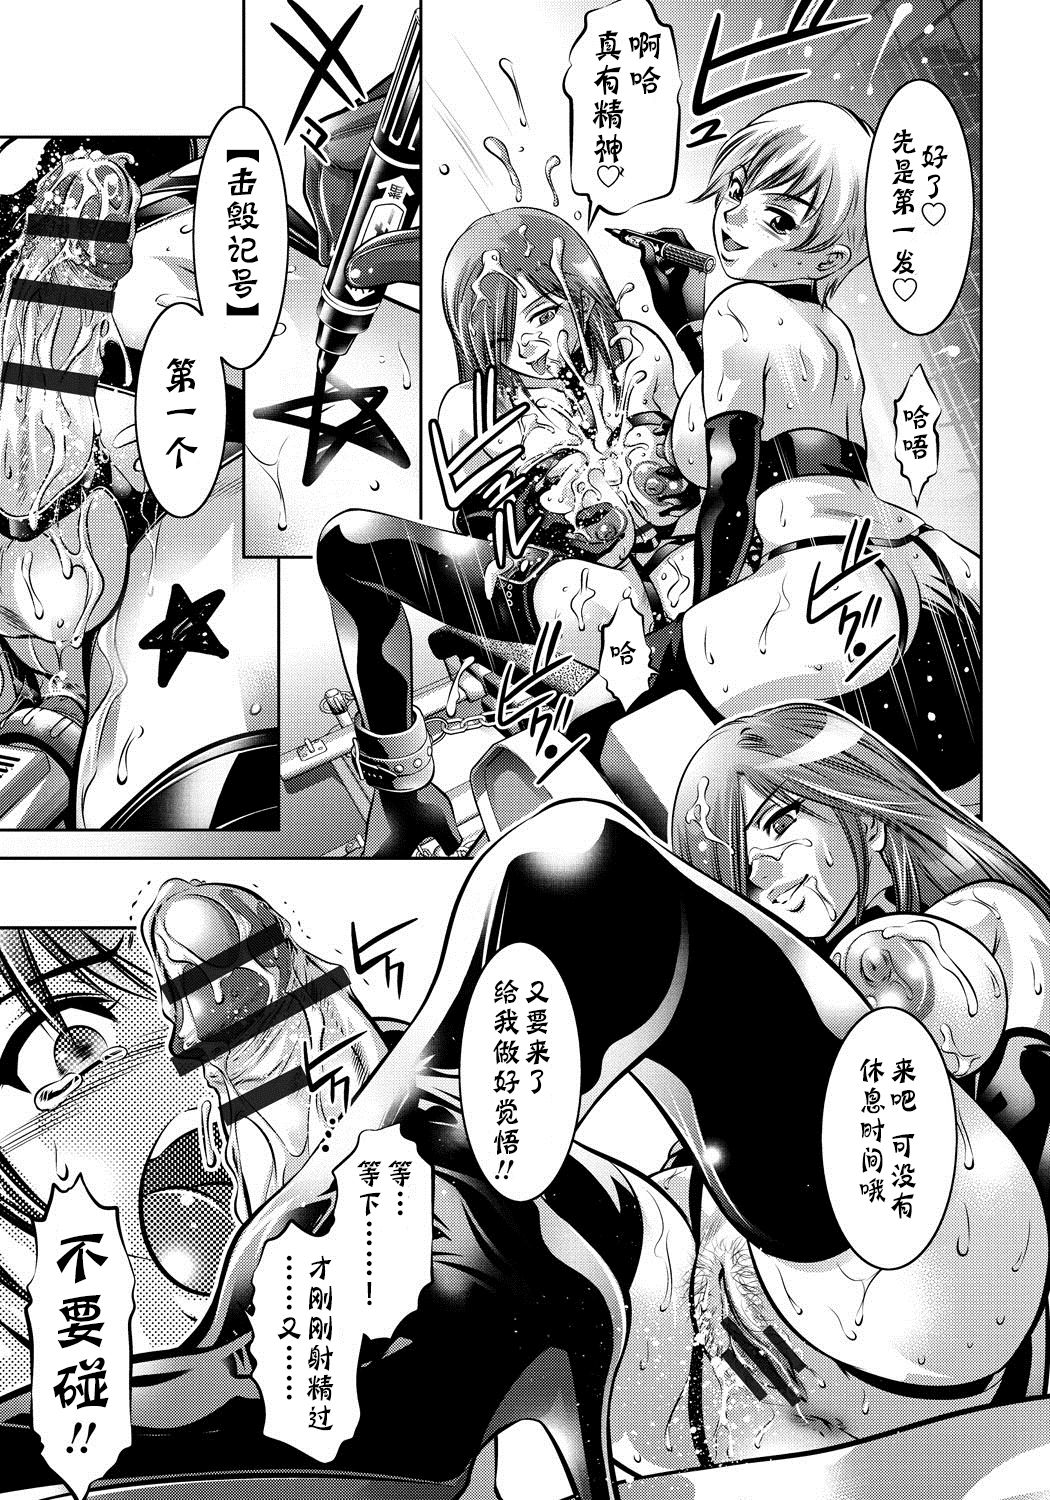 好了♡
先是第一发♡
啊哈
真有精神♡
哈唔
哈
【击毁记号】
第一个
来吧 可没有
休息时间哦
又要来了
给我做好觉悟!!
等…
等下……！
才刚刚射精过
……又……
不要碰!!